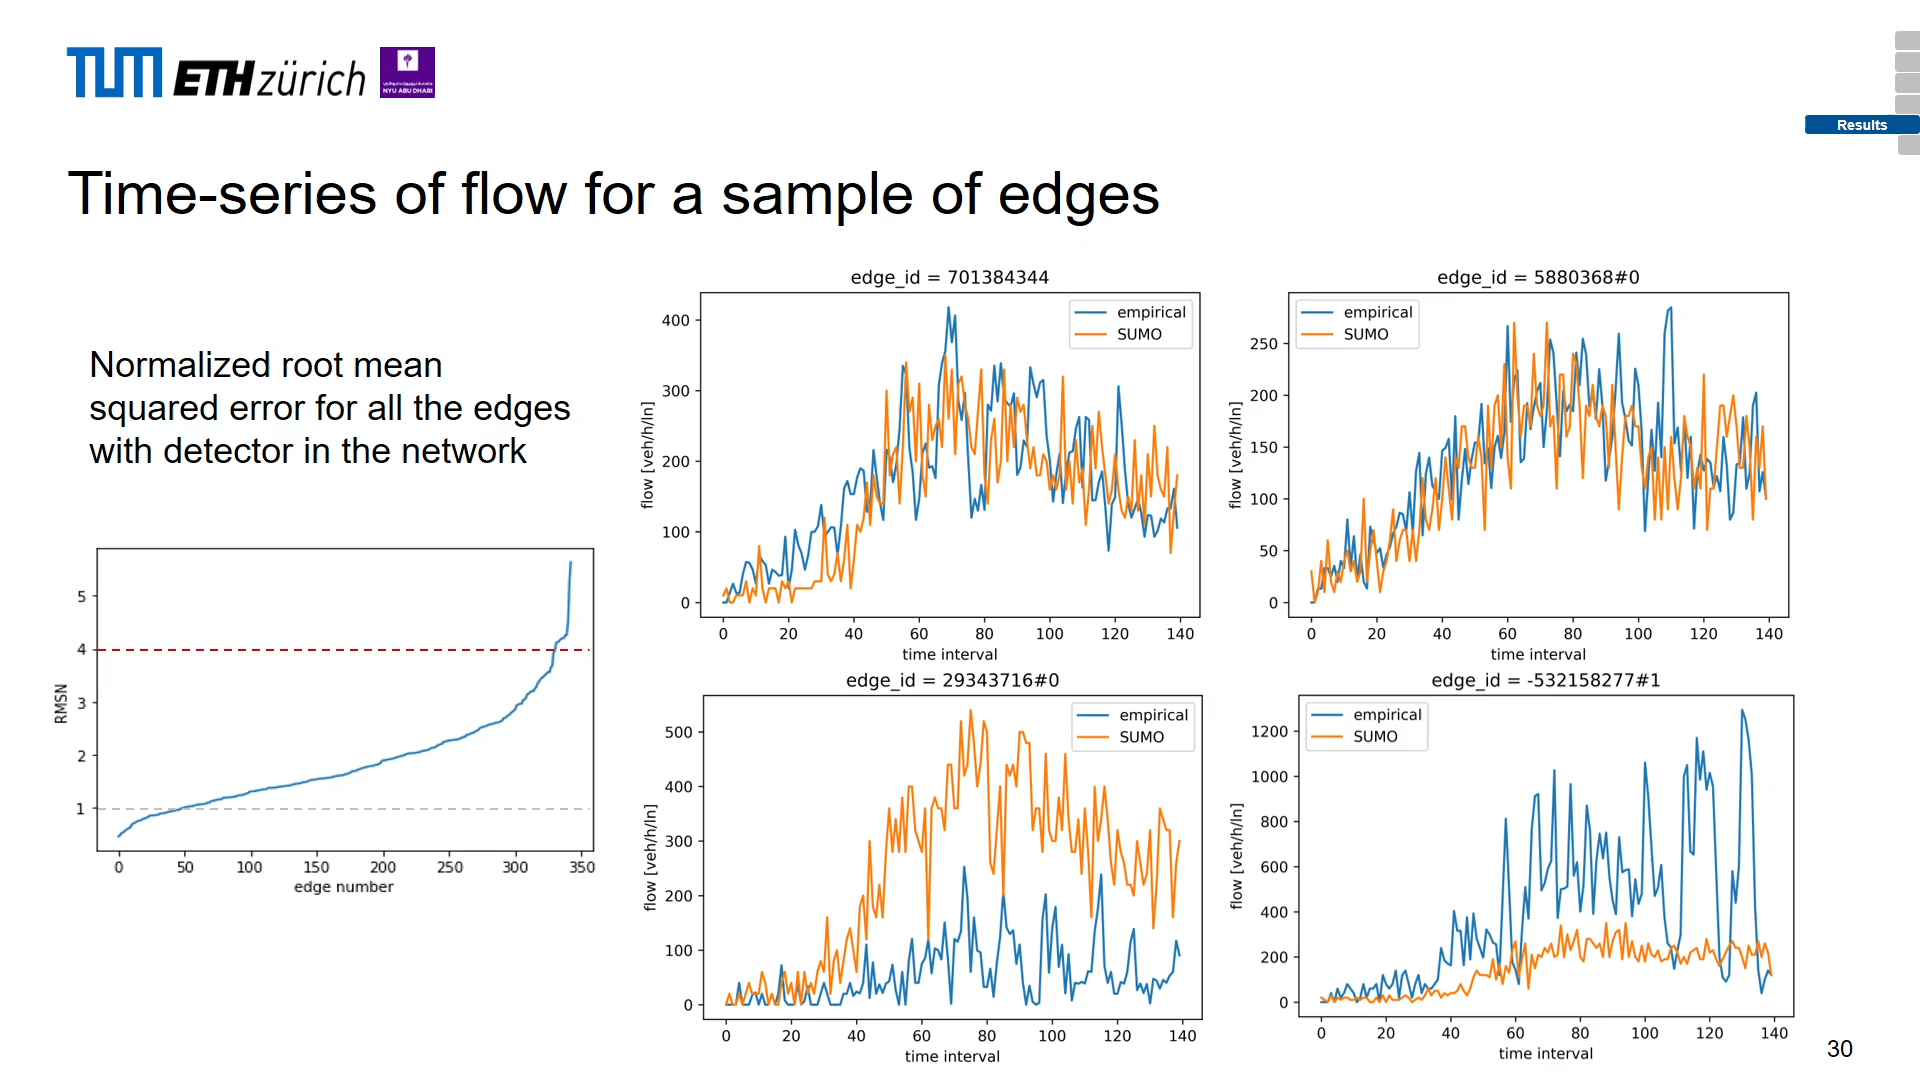 TUM ETH zürich
NYU ABU DHABI
Results
Time-series of flow for a sample of edges
Normalized root mean
squared error for all the edges
with detector in the network
5
4
3
2
1
RMSN
0 50 100 150 200 250 300 350
edge number
edge_id = 701384344
empirical
SUMO
400
300
200
100
0
flow [veh/h/ln]
0 20 40 60 80 100 120 140
time interval
edge_id = 5880368#0
empirical
SUMO
250
200
150
100
50
0
flow [veh/h/ln]
0 20 40 60 80 100 120 140
time interval
edge_id = 29343716#0
empirical
SUMO
500
400
300
200
100
0
flow [veh/h/ln]
0 20 40 60 80 100 120 140
time interval
edge_id = -532158277#1
empirical
SUMO
1200
1000
800
600
400
200
0
flow [veh/h/ln]
0 20 40 60 80 100 120 140
time interval
30